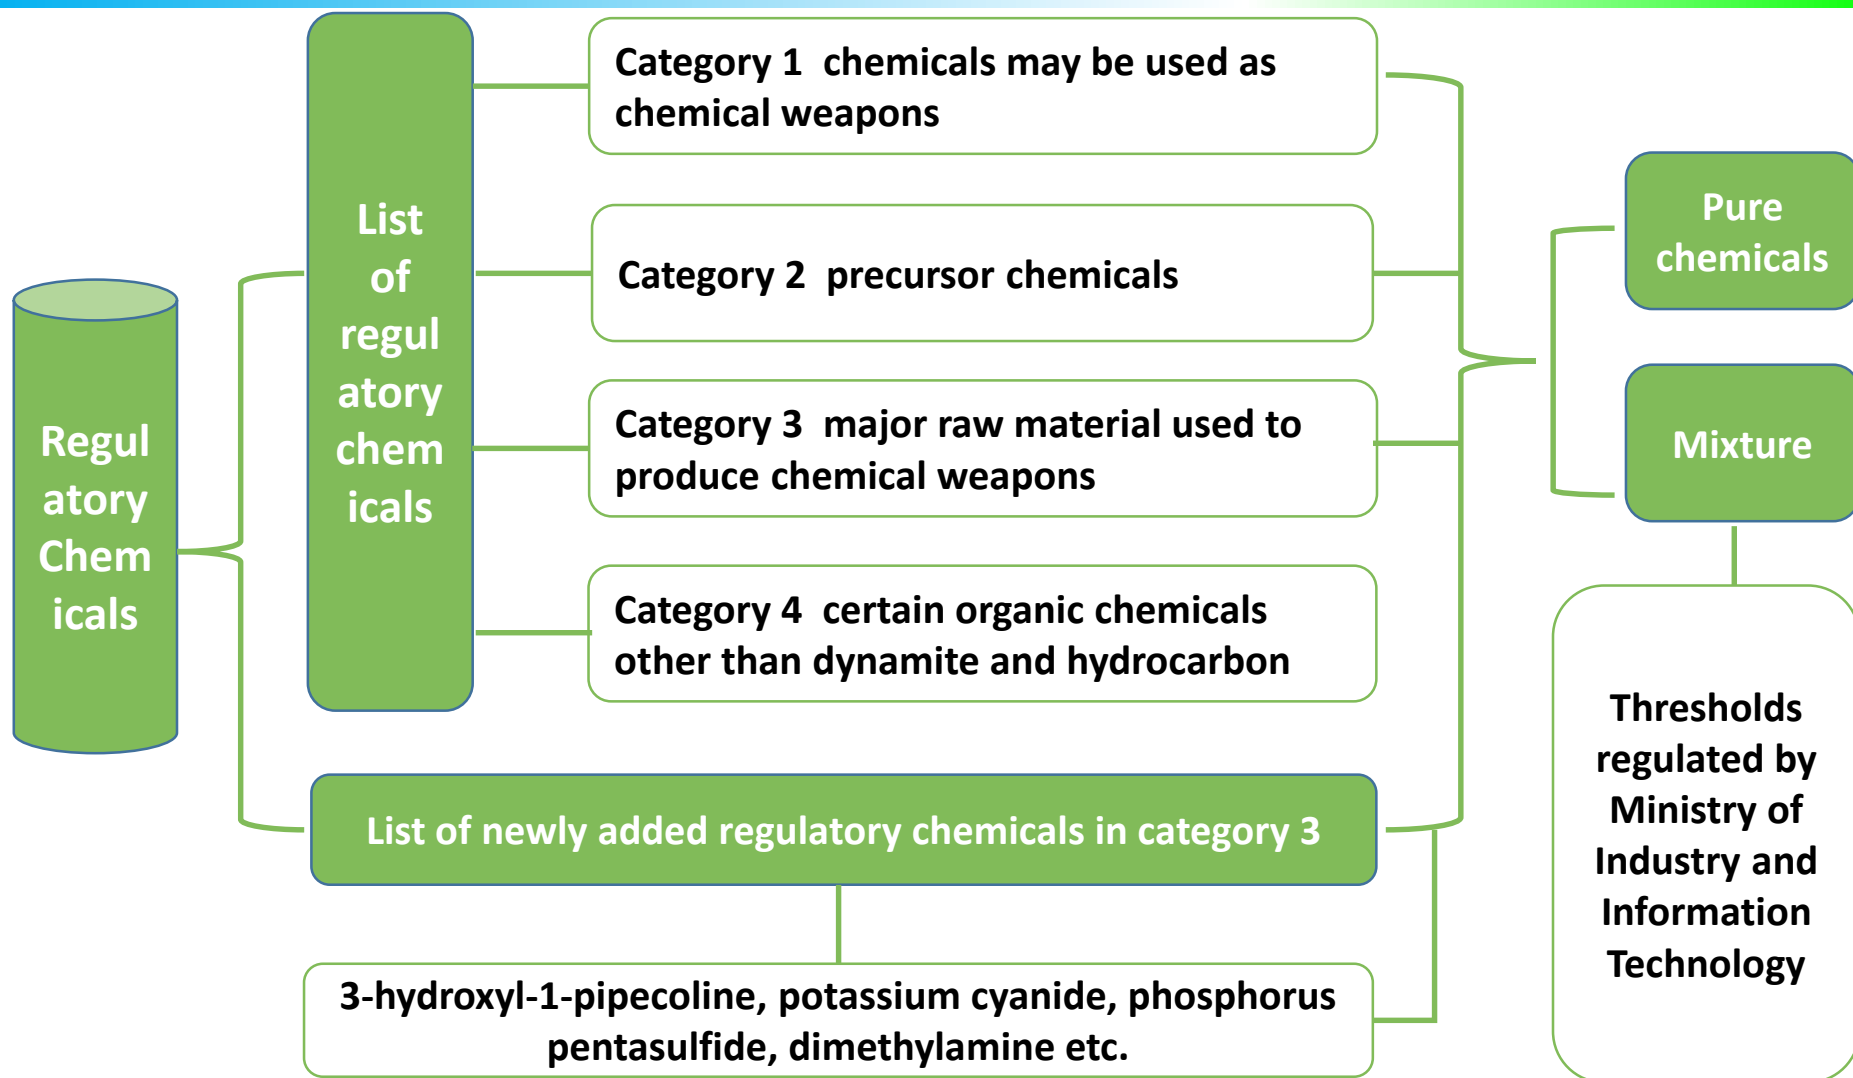 Regul
atory
Chem
icals
List
of
regul
atory
chem
icals
Category 1  chemicals may be used as
chemical weapons
Category 2  precursor chemicals
Category 3  major raw material used to
produce chemical weapons
Category 4  certain organic chemicals
other than dynamite and hydrocarbon
List of newly added regulatory chemicals in category 3
3-hydroxyl-1-pipecoline, potassium cyanide, phosphorus
pentasulfide, dimethylamine etc.
Pure
chemicals
Mixture
Thresholds
regulated by
Ministry of
Industry and
Information
Technology